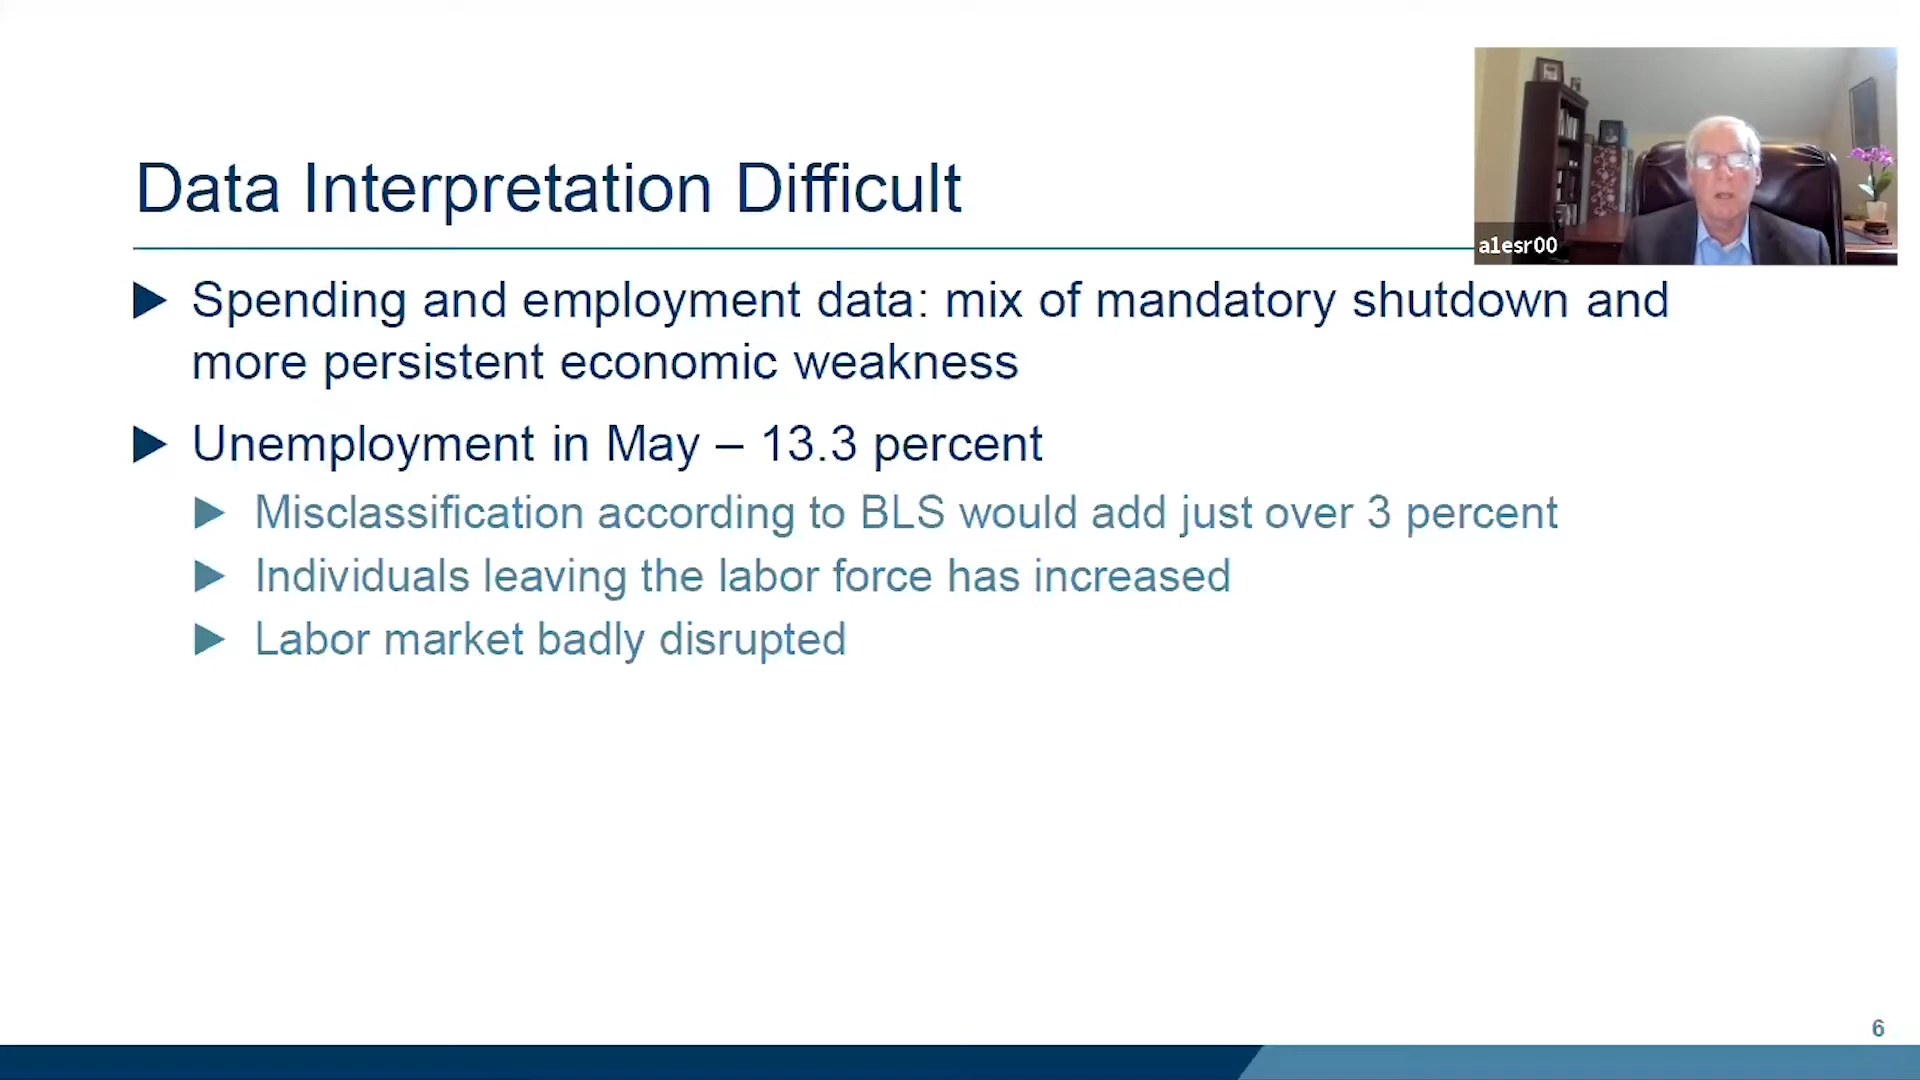 Data Interpretation Difficult
a1esr00
Spending and employment data: mix of mandatory shutdown and
more persistent economic weakness
Unemployment in May – 13.3 percent
Misclassification according to BLS would add just over 3 percent
Individuals leaving the labor force has increased
Labor market badly disrupted
6